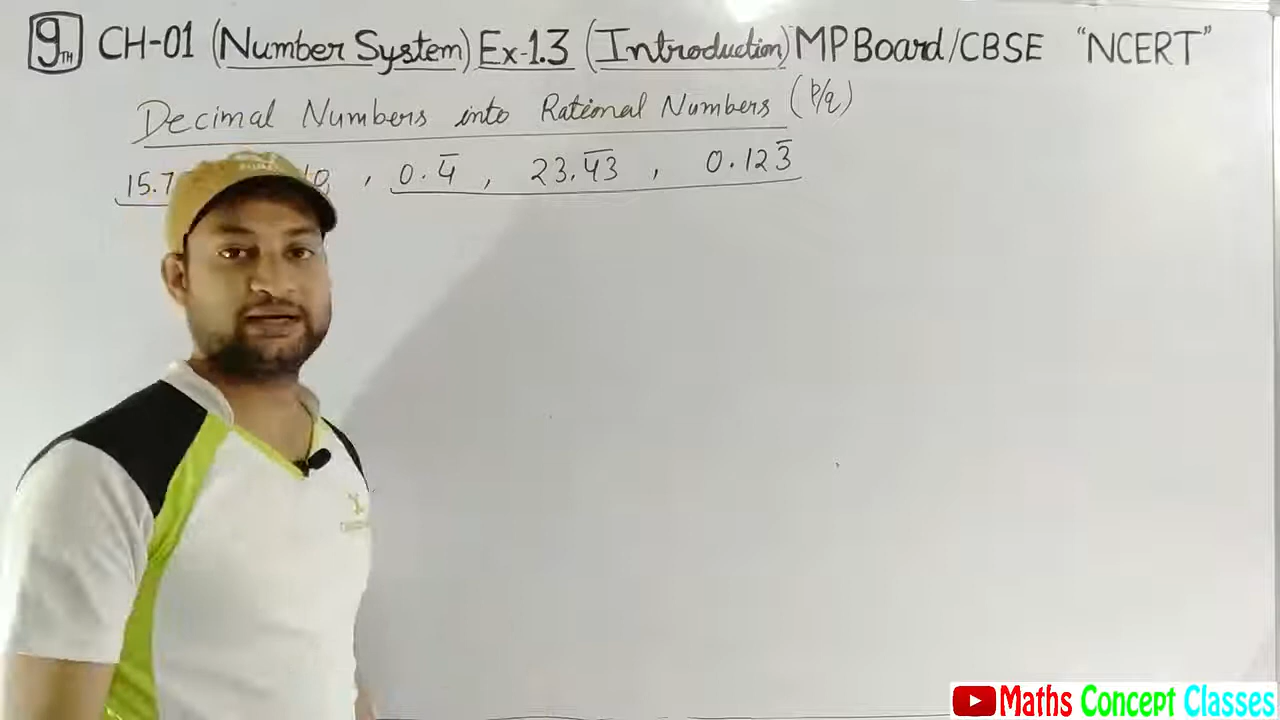 9TH CH-01 (Number System) Ex-1.3 (Introduction) MP Board/CBSE "NCERT"
Decimal Numbers into Rational Numbers (p/q)
15.7 , 0.4̅ , 23.4̅3̅ , 0.123̅
Maths Concept Classes